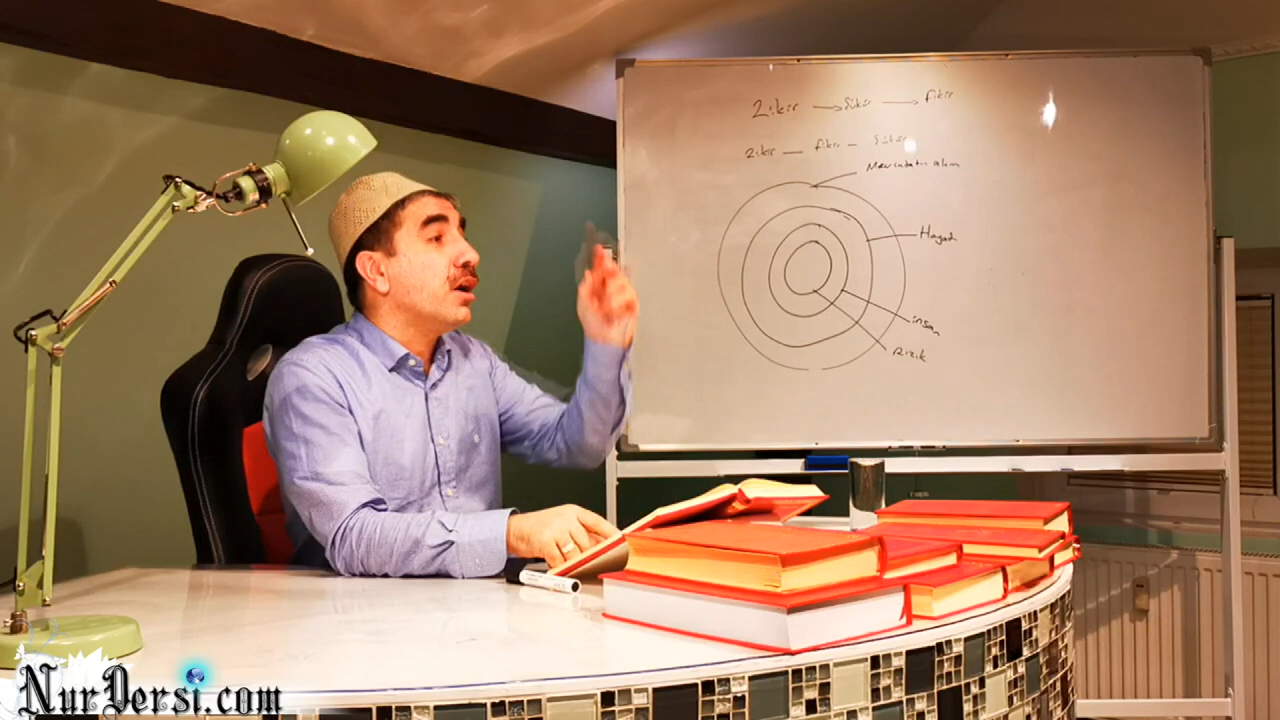 Zikir → Şükür → fikir
zikir — fikir — Şükür
Mevcudatı alem
Hayat
insan
Rızık
NurDersi.com